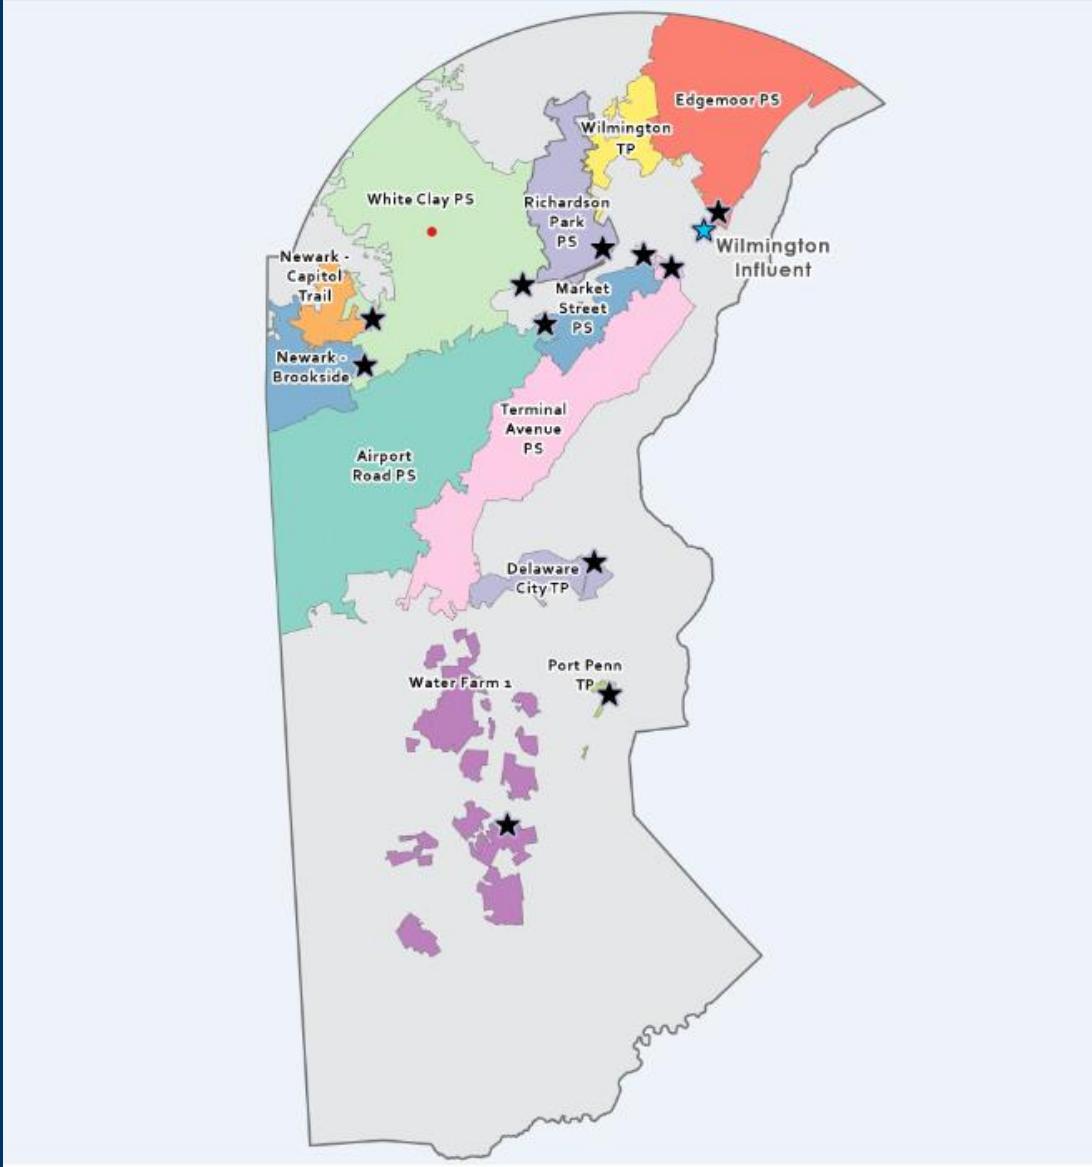 Edgemoor PS
Wilmington
TP
White Clay PS
Richardson
Park
PS
Wilmington
Influent
Newark -
Capitol
Trail
Market
Street
PS
Newark -
Brookside
Terminal
Avenue
PS
Airport
Road PS
Delaware
City TP
Port Penn
TP
Water Farm 1